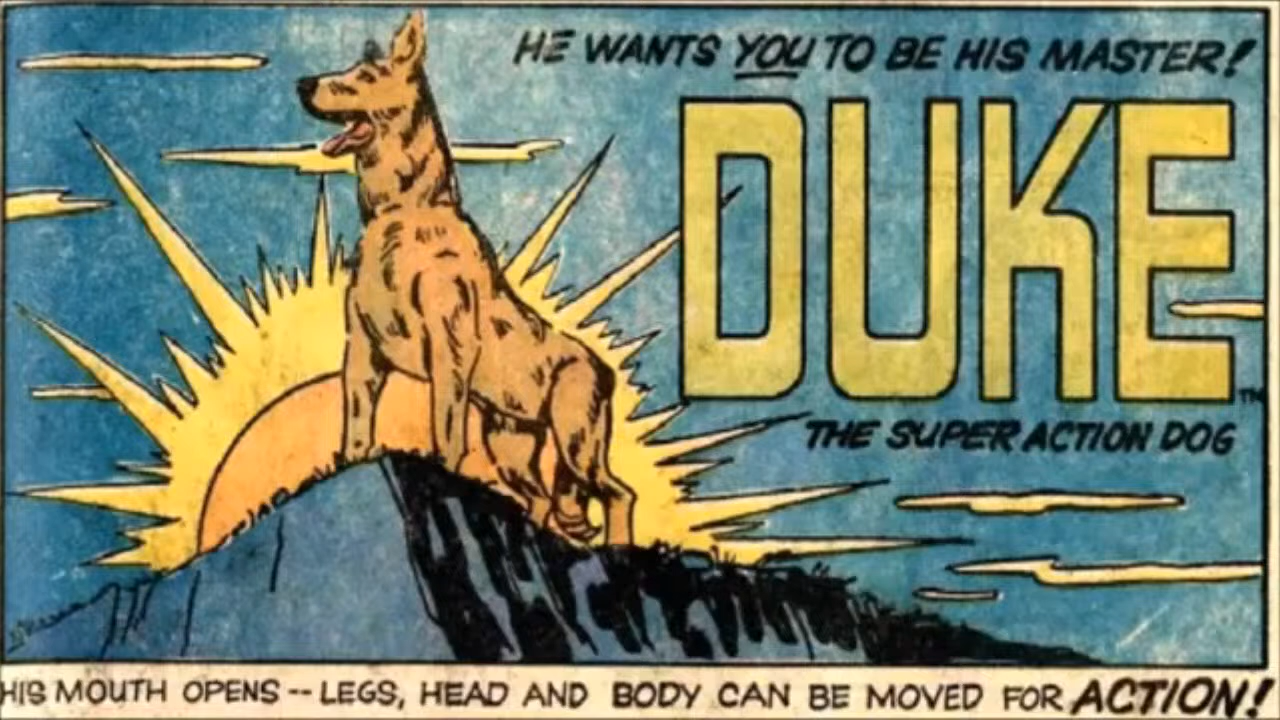 HE WANTS YOU TO BE HIS MASTER!
DUKE
TM
THE SUPER ACTION DOG
HIS MOUTH OPENS -- LEGS, HEAD AND BODY CAN BE MOVED FOR ACTION!